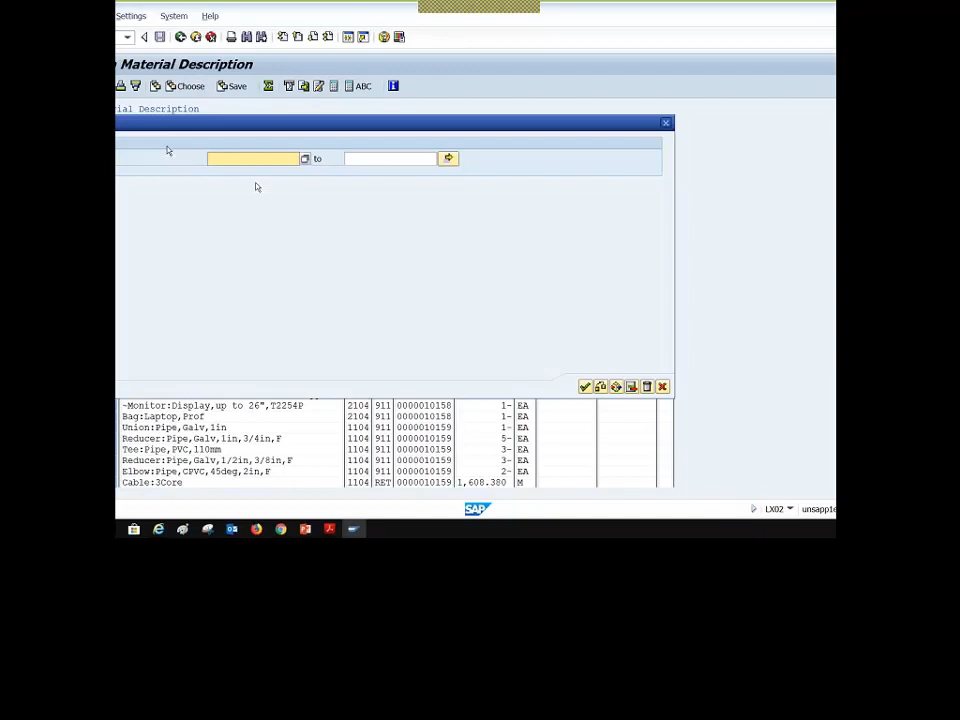 Settings System Help
Material Description
Choose Save ABC
ial Description
to
~Monitor:Display,up to 26",T2254P 2104 911 0000010158 1- EA
Bag:Laptop,Prof 2104 911 0000010158 1- EA
Union:Pipe,Galv,1in 1104 911 0000010158 1- EA
Reducer:Pipe,Galv,1in,3/4in,F 1104 911 0000010158 5- EA
Tee:Pipe,PVC,110mm 1104 911 0000010159 3- EA
Reducer:Pipe,Galv,1/2in,3/8in,F 1104 911 0000010159 3- EA
Elbow:Pipe,CPVC,45deg,2in,F 1104 911 0000010159 2- EA
Cable:3Core 1104 RET 0000010159 1,608.380 M
SAP LX02 unsapp1e